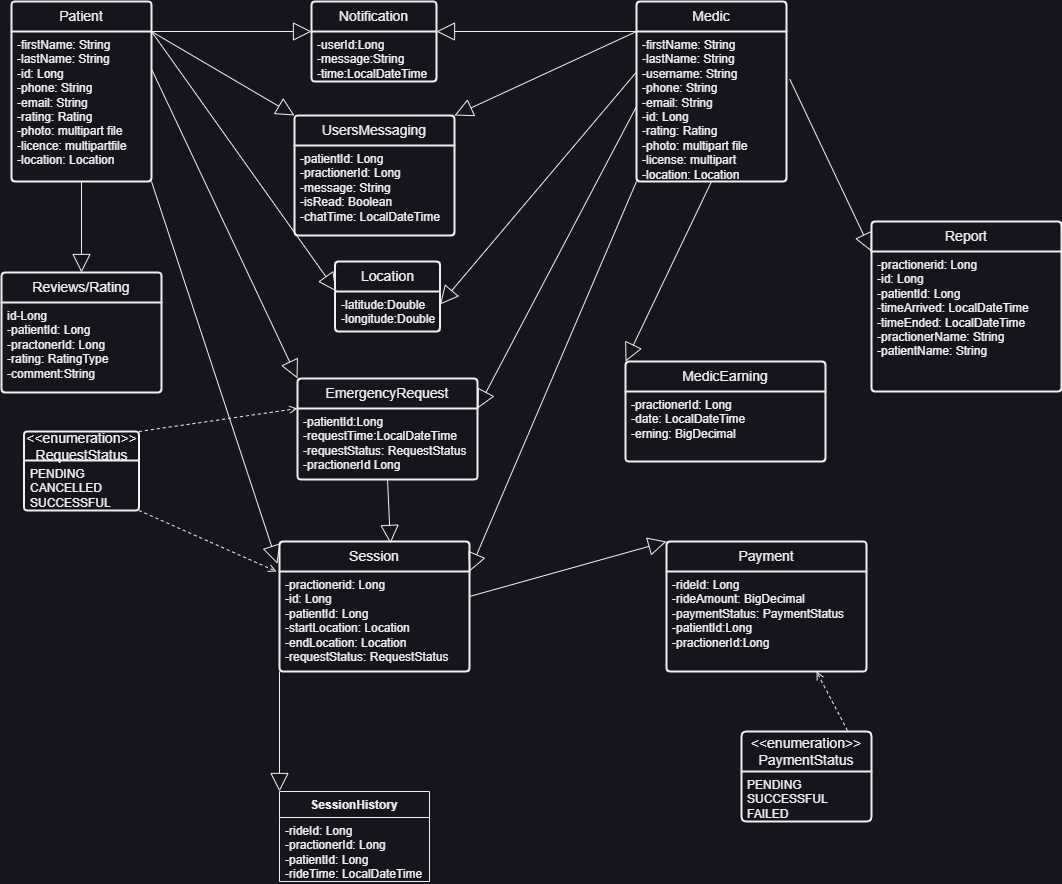 Patient
-firstName: String
-lastName: String
-id: Long
-phone: String
-email: String
-rating: Rating
-photo: multipart file
-licence: multipartfile
-location: Location
Notification
-userId:Long
-message:String
-time:LocalDateTime
Medic
-firstName: String
-lastName: String
-username: String
-phone: String
-email: String
-id: Long
-rating: Rating
-photo: multipart file
-license: multipart
-location: Location
UsersMessaging
-patientId: Long
-practionerId: Long
-message: String
-isRead: Boolean
-chatTime: LocalDateTime
Report
-practionerid: Long
-id: Long
-patientId: Long
-timeArrived: LocalDateTime
-timeEnded: LocalDateTime
-practionerName: String
-patientName: String
Reviews/Rating
id-Long
-patientId: Long
-practonerId: Long
-rating: RatingType
-comment:String
Location
-latitude:Double
-longitude:Double
MedicEarning
-practionerId: Long
-date: LocalDateTime
-erning: BigDecimal
EmergencyRequest
-patientId:Long
-requestTime:LocalDateTime
-requestStatus: RequestStatus
-practionerId Long
<<enumeration>>
RequestStatus
PENDING
CANCELLED
SUCCESSFUL
Session
-practionerid: Long
-id: Long
-patientId: Long
-startLocation: Location
-endLocation: Location
-requestStatus: RequestStatus
Payment
-rideId: Long
-rideAmount: BigDecimal
-paymentStatus: PaymentStatus
-patientId:Long
-practionerId:Long
<<enumeration>>
PaymentStatus
PENDING
SUCCESSFUL
FAILED
SessionHistory
-rideId: Long
-practionerId: Long
-patientId: Long
-rideTime: LocalDateTime